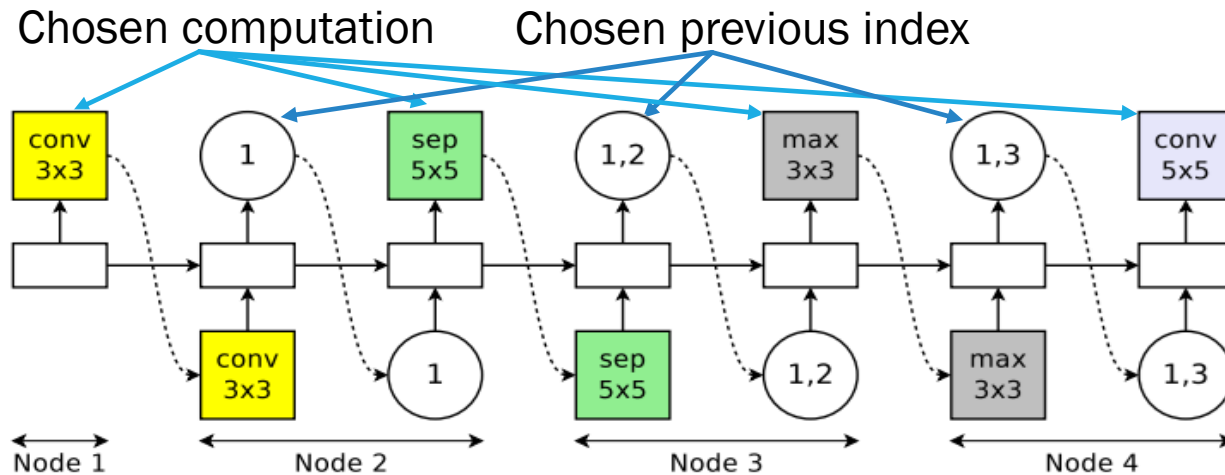 Chosen computation
Chosen previous index
conv
3x3
1
sep
5x5
1,2
max
3x3
1,3
conv
5x5
conv
3x3
1
sep
5x5
1,2
max
3x3
1,3
Node 1
Node 2
Node 3
Node 4